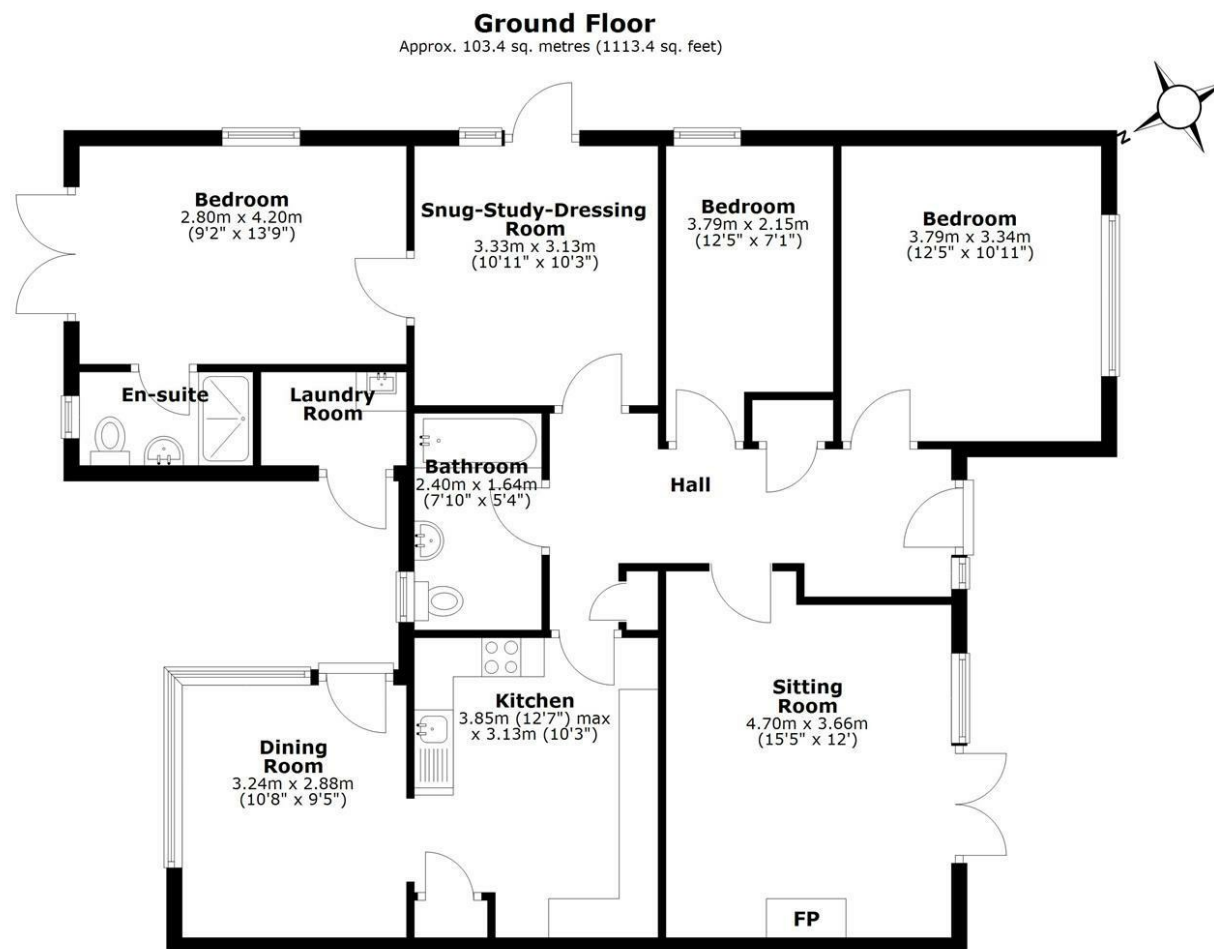 Ground Floor
Approx. 103.4 sq. metres (1113.4 sq. feet)
N
Bedroom
2.80m x 4.20m
(9'2" x 13'9")
Snug-Study-Dressing
Room
3.33m x 3.13m
(10'11" x 10'3")
Bedroom
3.79m x 2.15m
(12'5" x 7'1")
Bedroom
3.79m x 3.34m
(12'5" x 10'11")
En-suite
Laundry
Room
Bathroom
2.40m x 1.64m
(7'10" x 5'4")
Hall
Kitchen
3.85m (12'7") max
x 3.13m (10'3")
Sitting
Room
4.70m x 3.66m
(15'5" x 12')
Dining
Room
3.24m x 2.88m
(10'8" x 9'5")
FP